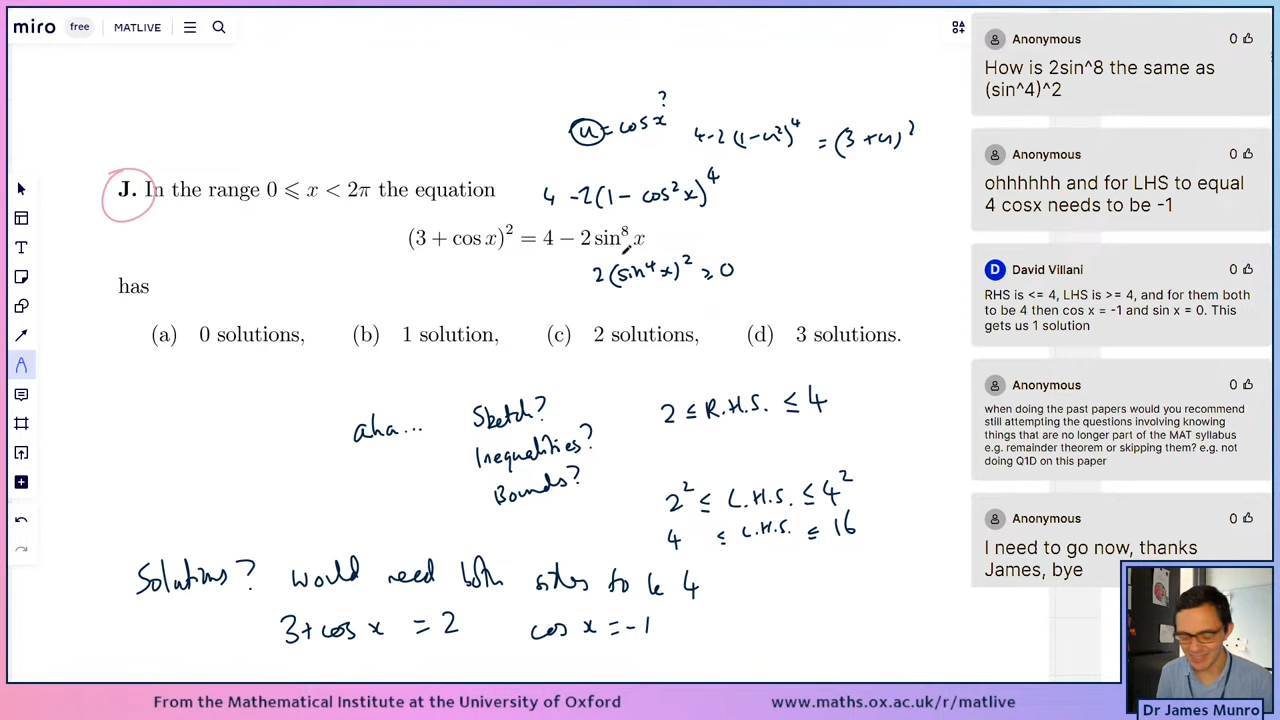 miro free MATLIVE
u = cos x ?
4-2(1-u²)⁴ = (3+u)²
J. In the range 0 ⩽ x < 2π the equation
4 -2(1 - cos²x)⁴
(3 + cos x)² = 4 − 2 sin⁸ x
2(sin⁴x)² ≥ 0
has
(a) 0 solutions, (b) 1 solution, (c) 2 solutions, (d) 3 solutions.
aha...
Sketch?
Inequalities?
Bounds?
2 ≤ R.H.S. ≤ 4
2² ≤ L.H.S. ≤ 4²
4 ≤ L.H.S. ≤ 16
Solutions? would need both sides to be 4
3+cos x = 2 cos x = -1
Anonymous 0
How is 2sin^8 the same as
(sin^4)^2
Anonymous 0
ohhhhhh and for LHS to equal
4 cosx needs to be -1
D David Villani 0
RHS is <= 4, LHS is >= 4, and for them both
to be 4 then cos x = -1 and sin x = 0. This
gets us 1 solution
Anonymous 0
when doing the past papers would you recommend
still attempting the questions involving knowing
things that are no longer part of the MAT syllabus
e.g. remainder theorem or skipping them? e.g. not
doing Q1D on this paper
Anonymous 0
I need to go now, thanks
James, bye
From the Mathematical Institute at the University of Oxford www.maths.ox.ac.uk/r/matlive
Dr James Munro